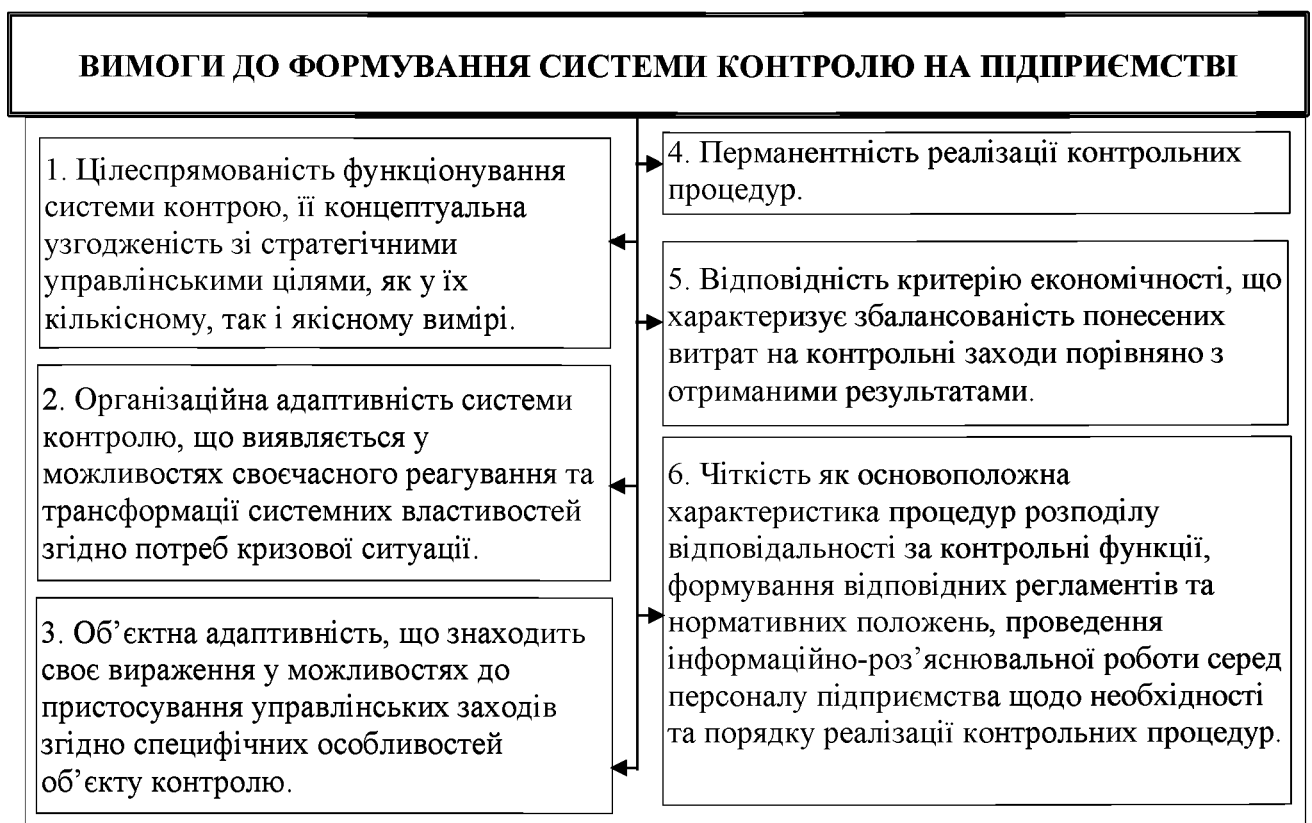 ВИМОГИ ДО ФОРМУВАННЯ СИСТЕМИ КОНТРОЛЮ НА ПІДПРИЄМСТВІ
1. Цілеспрямованість функціонування
системи контрою, її концептуальна
узгодженість зі стратегічними
управлінськими цілями, як у їх
кількісному, так і якісному вимірі.
2. Організаційна адаптивність системи
контролю, що виявляється у
можливостях своєчасного реагування та
трансформації системних властивостей
згідно потреб кризової ситуації.
3. Об’єктна адаптивність, що знаходить
своє вираження у можливостях до
пристосування управлінських заходів
згідно специфічних особливостей
об’єкту контролю.
4. Перманентність реалізації контрольних
процедур.
5. Відповідність критерію економічності, що
характеризує збалансованість понесених
витрат на контрольні заходи порівняно з
отриманими результатами.
6. Чіткість як основоположна
характеристика процедур розподілу
відповідальності за контрольні функції,
формування відповідних регламентів та
нормативних положень, проведення
інформаційно-роз’яснювальної роботи серед
персоналу підприємства щодо необхідності
та порядку реалізації контрольних процедур.